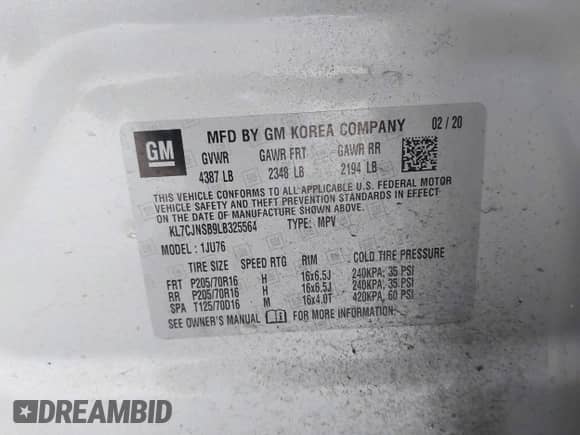 GM MFD BY GM KOREA COMPANY 02 / 20
GVWR GAWR FRT GAWR RR
4387 LB 2348 LB 2194 LB
THIS VEHICLE CONFORMS TO ALL APPLICABLE U.S. FEDERAL MOTOR
VEHICLE SAFETY AND THEFT PREVENTION STANDARDS IN EFFECT
ON THE DATE OF MANUFACTURE SHOWN ABOVE.
KL7CJNSB9LB325564 TYPE: MPV
MODEL : 1JU76
TIRE SIZE SPEED RTG RIM COLD TIRE PRESSURE
FRT P205/70R16 H 16x6.5J 240KPA, 35 PSI
RR P205/70R16 H 16x6.5J 240KPA, 35 PSI
SPA T125/70D16 M 16x4.0T 420KPA, 60 PSI
SEE OWNER'S MANUAL FOR MORE INFORMATION.
DREAMBID